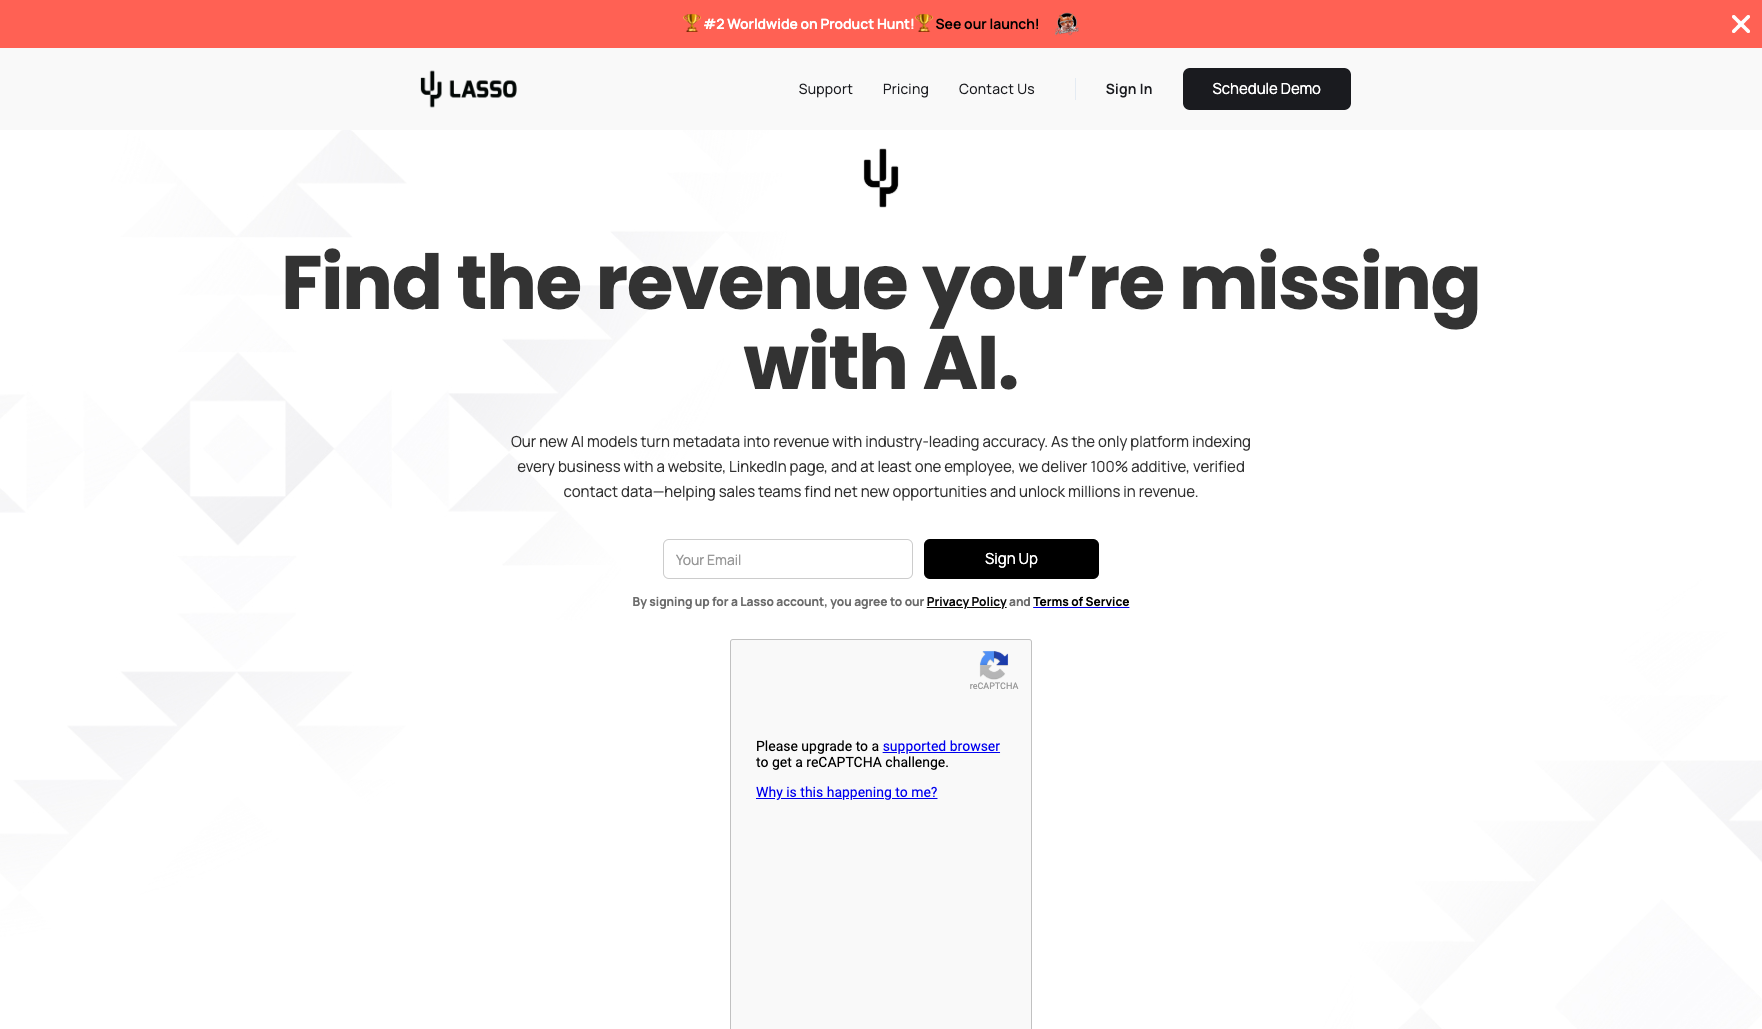 🏆 #2 Worldwide on Product Hunt!🏆 See our launch!
LASSO
Support
Pricing
Contact Us
Sign In
Schedule Demo
Find the revenue you’re missing
with AI.
Our new AI models turn metadata into revenue with industry-leading accuracy. As the only platform indexing
every business with a website, LinkedIn page, and at least one employee, we deliver 100% additive, verified
contact data—helping sales teams find net new opportunities and unlock millions in revenue.
Your Email
Sign Up
By signing up for a Lasso account, you agree to our Privacy Policy and Terms of Service
reCAPTCHA
Please upgrade to a supported browser
to get a reCAPTCHA challenge.
Why is this happening to me?